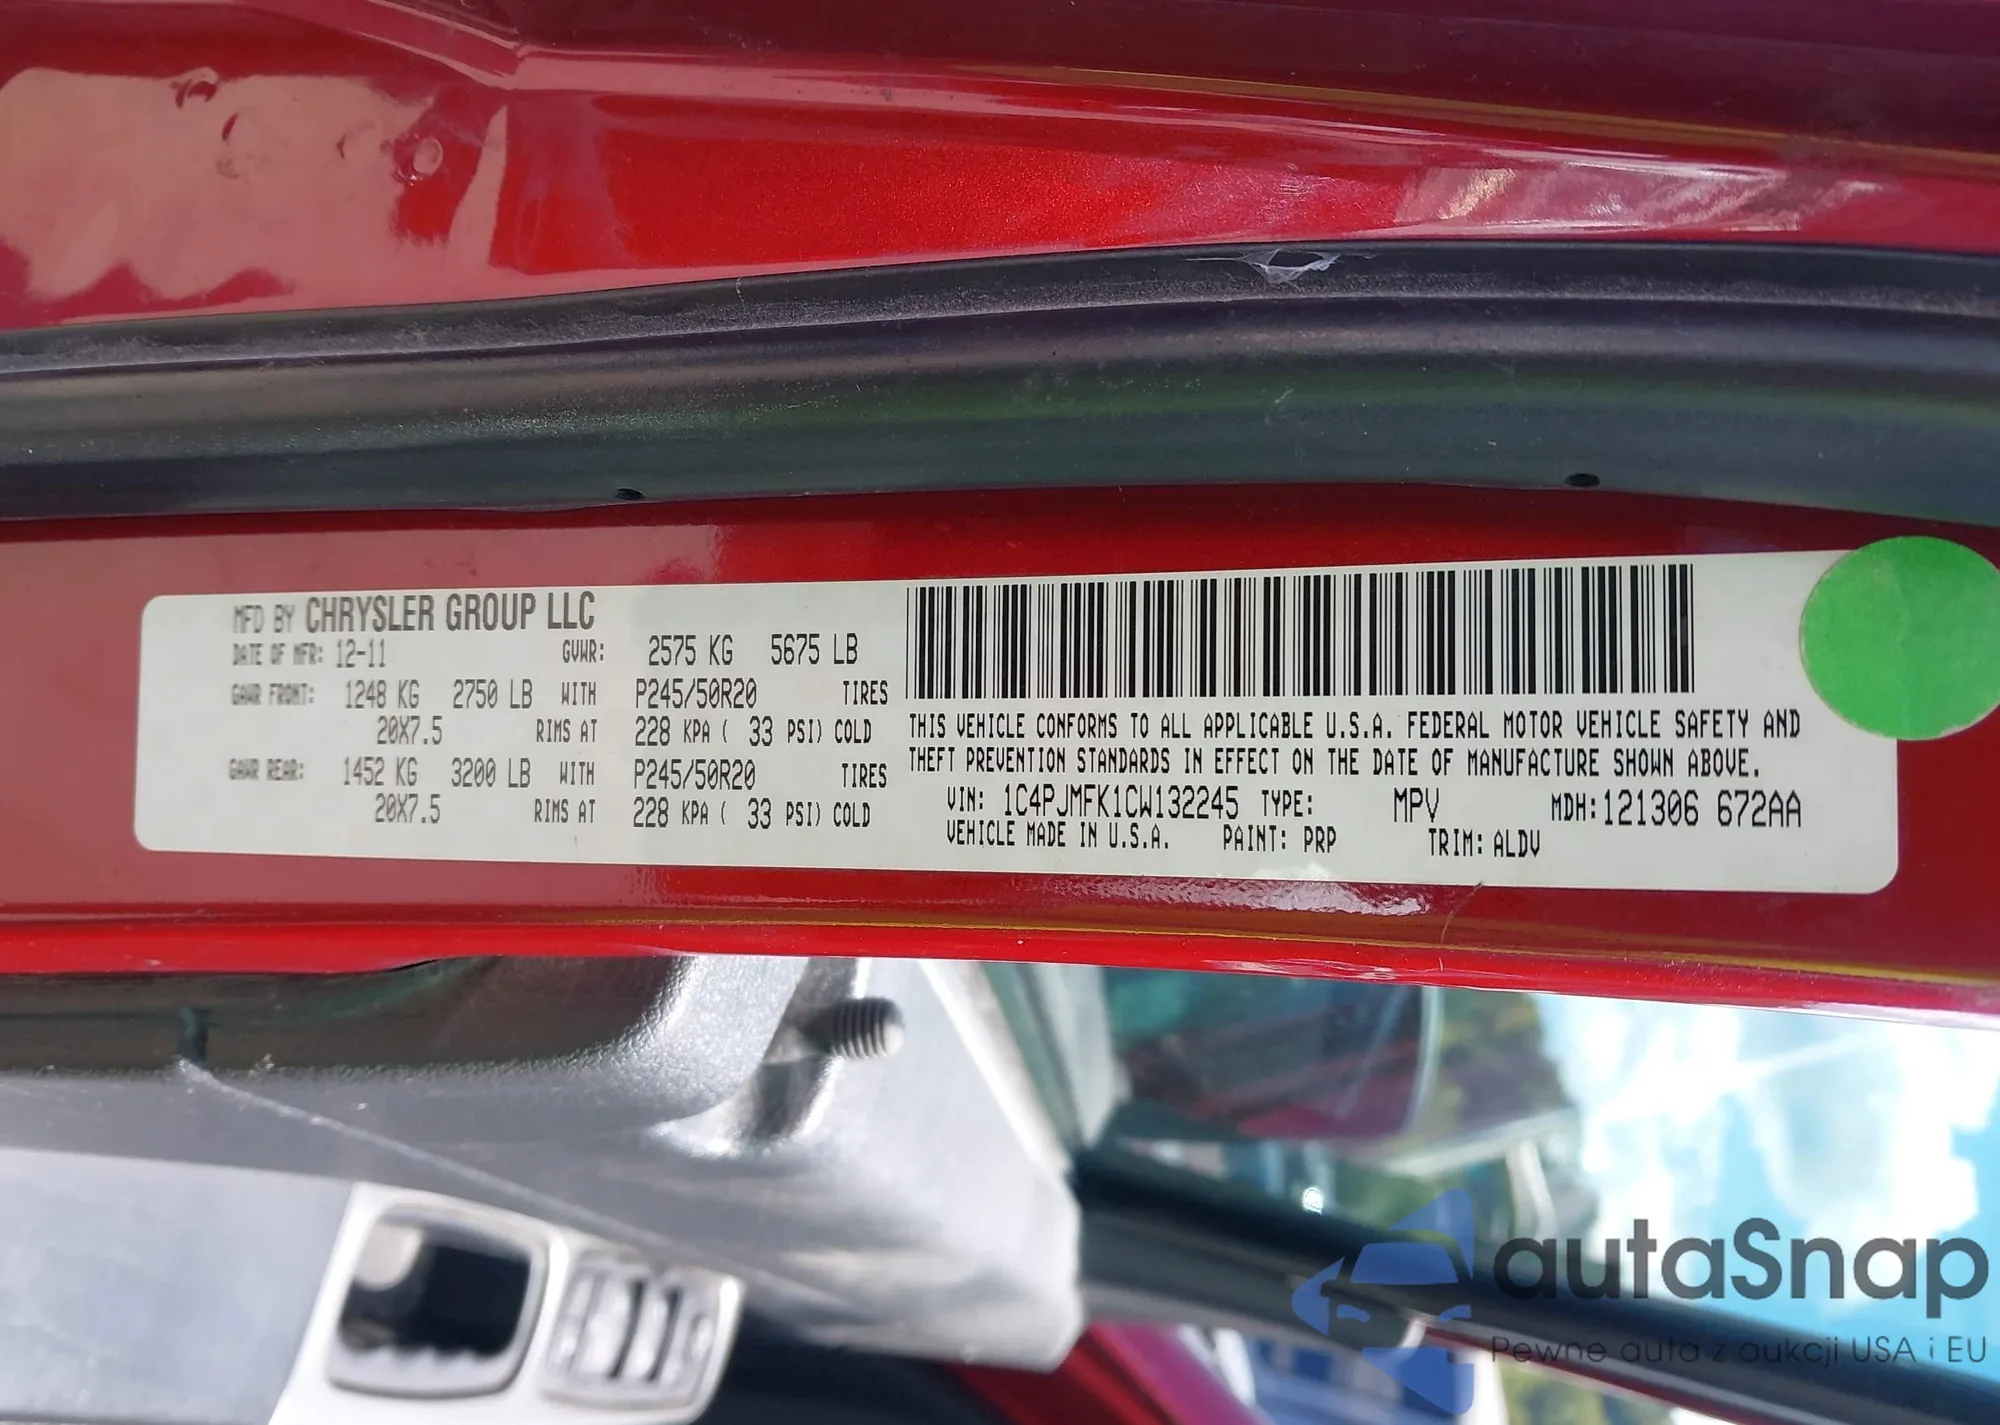 MFD BY CHRYSLER GROUP LLC
DATE OF MFR: 12-11 GVWR: 2575 KG 5675 LB
GAWR FRONT: 1248 KG 2750 LB WITH P245/50R20 TIRES
20X7.5 RIMS AT 228 KPA ( 33 PSI) COLD
GAWR REAR: 1452 KG 3200 LB WITH P245/50R20 TIRES
20X7.5 RIMS AT 228 KPA ( 33 PSI) COLD
THIS VEHICLE CONFORMS TO ALL APPLICABLE U.S.A. FEDERAL MOTOR VEHICLE SAFETY AND
THEFT PREVENTION STANDARDS IN EFFECT ON THE DATE OF MANUFACTURE SHOWN ABOVE.
VIN: 1C4PJMFK1CW132245 TYPE: MPV MDH:121306 672AA
VEHICLE MADE IN U.S.A. PAINT: PRP TRIM: ALDV
autaSnap
Pewne auta z aukcji USA i EU